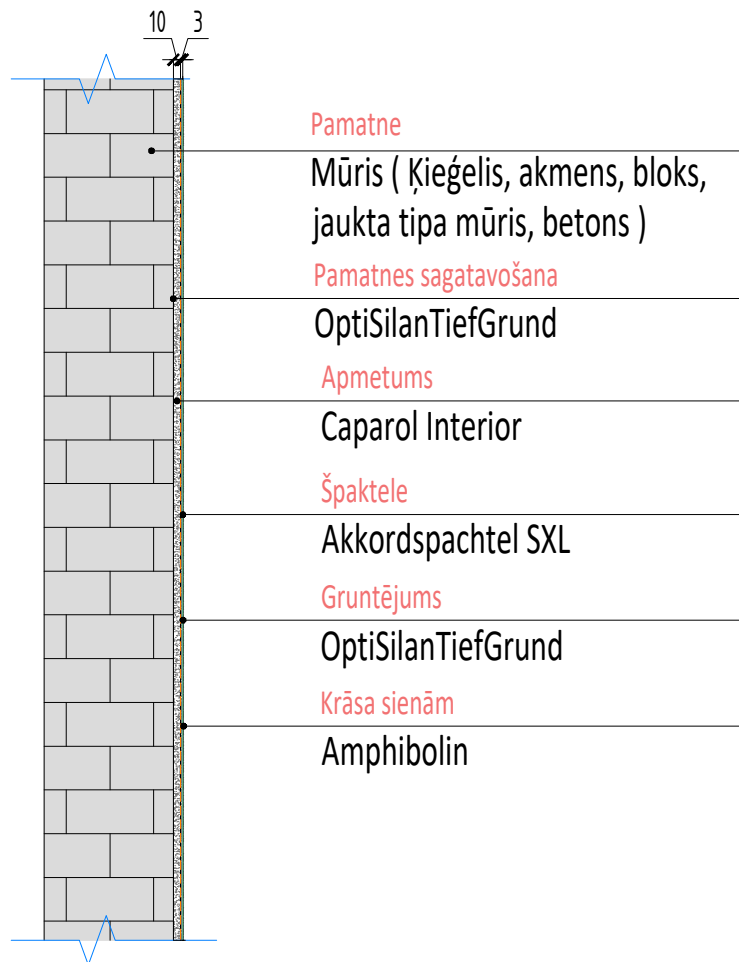 10 3
Pamatne
Mūris ( Ķieģelis, akmens, bloks,
jaukta tipa mūris, betons )
Pamatnes sagatavošana
OptiSilanTiefGrund
Apmetums
Caparol Interior
Špaktele
Akkordspachtel SXL
Gruntējums
OptiSilanTiefGrund
Krāsa sienām
Amphibolin